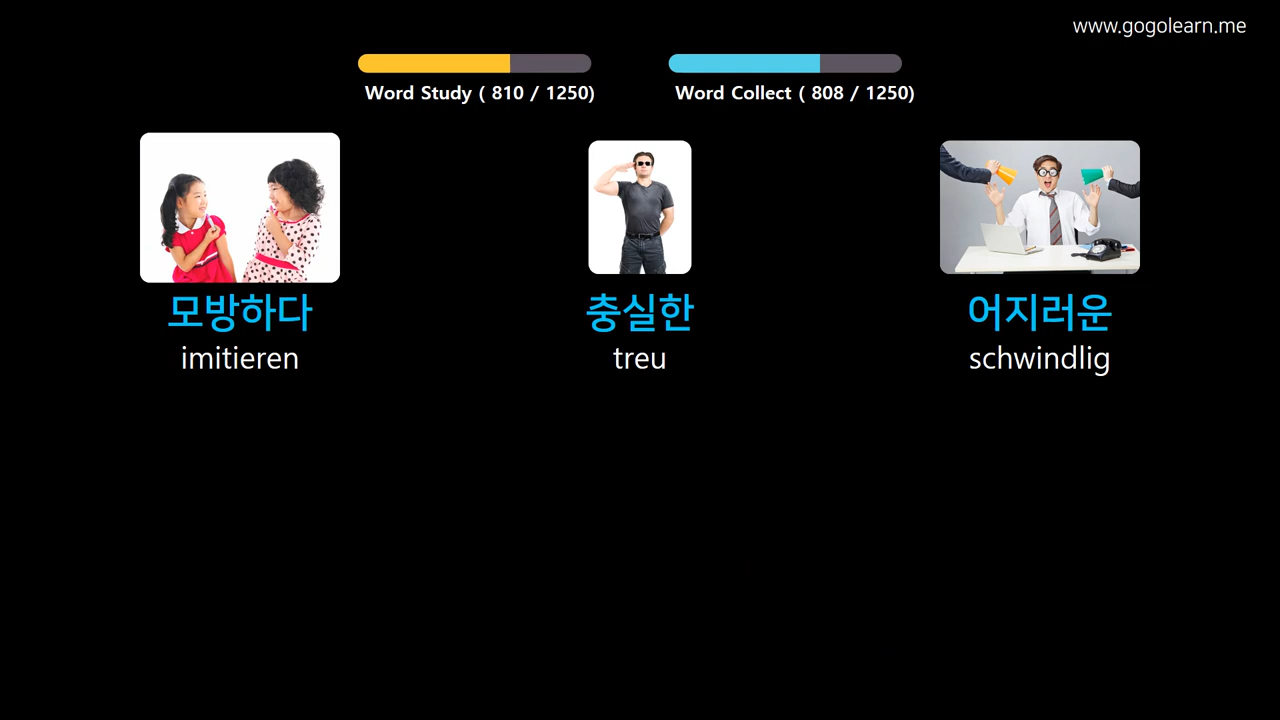 www.gogolearn.me
Word Study ( 810 / 1250)
Word Collect ( 808 / 1250)
모방하다
imitieren
충실한
treu
어지러운
schwindlig